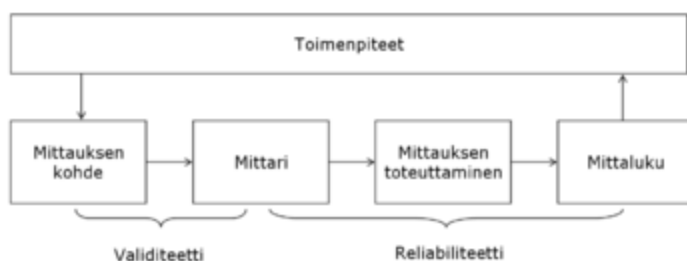 Toimenpiteet
Mittauksen
kohde
Mittari
Mittauksen
toteuttaminen
Mittaluku
Validiteetti
Reliabiliteetti